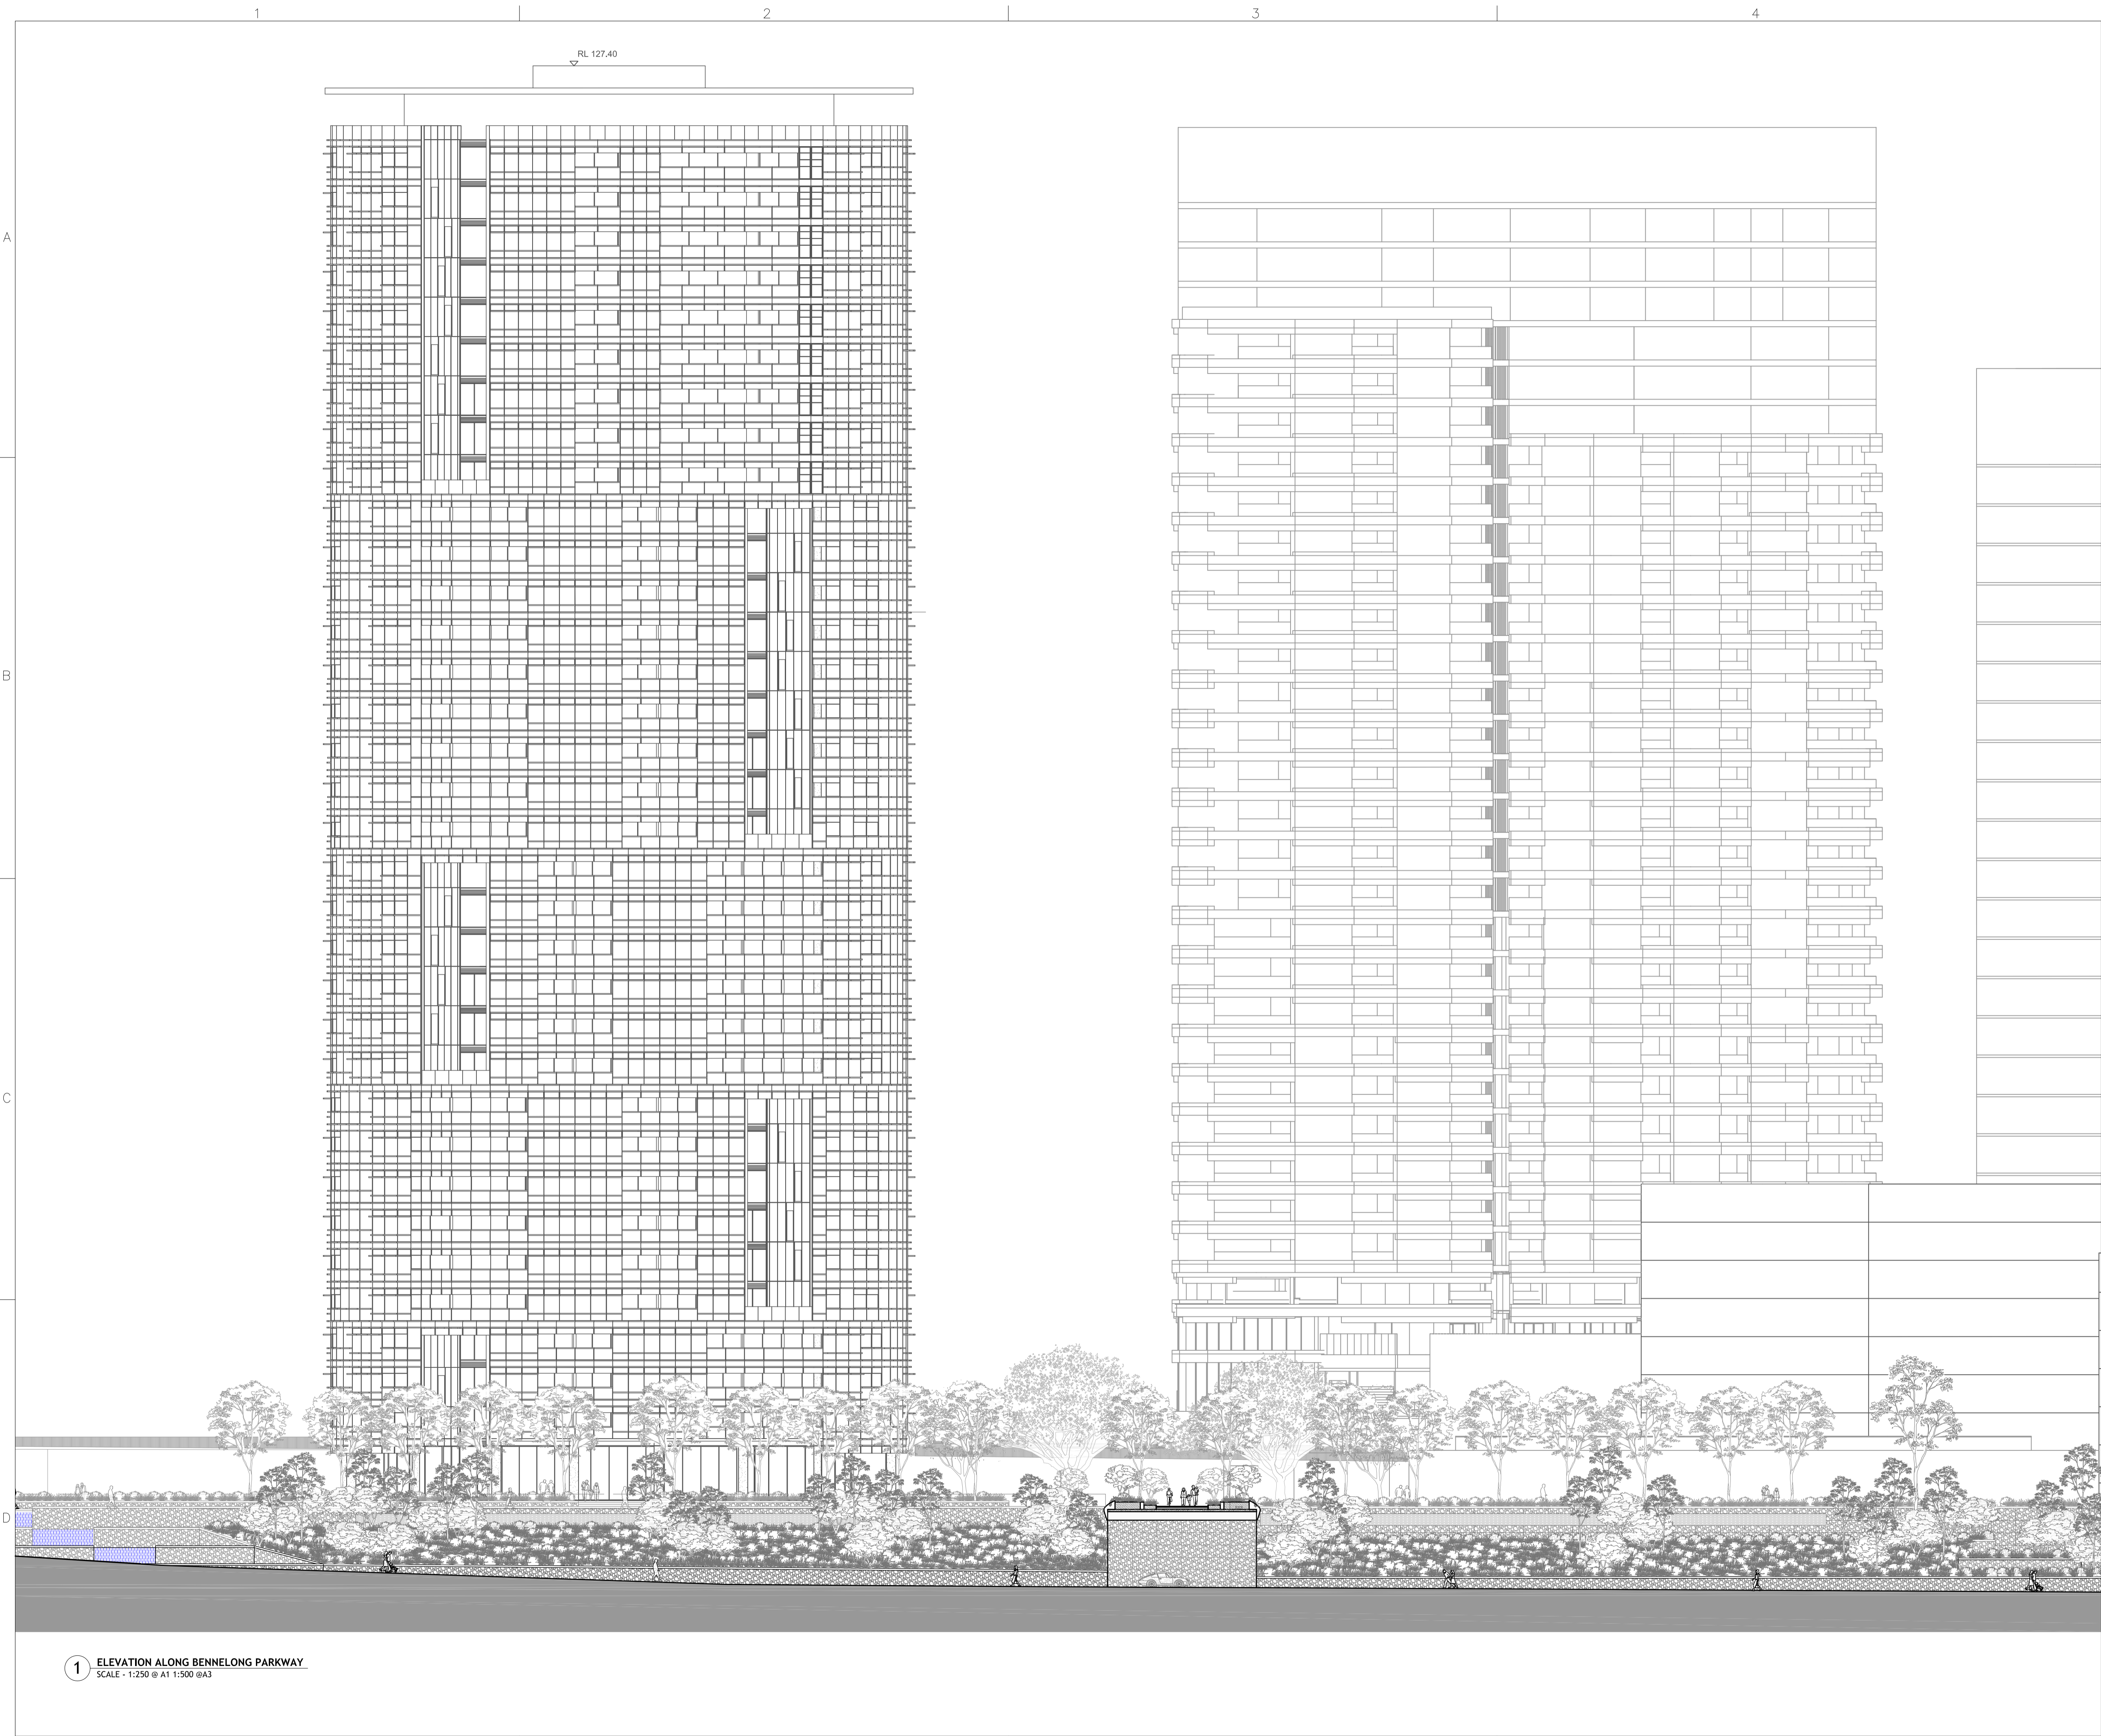 1 2 3 4
RL 127.40
A
B
C
D
1 ELEVATION ALONG BENNELONG PARKWAY
SCALE - 1:250 @ A1 1:500 @A3